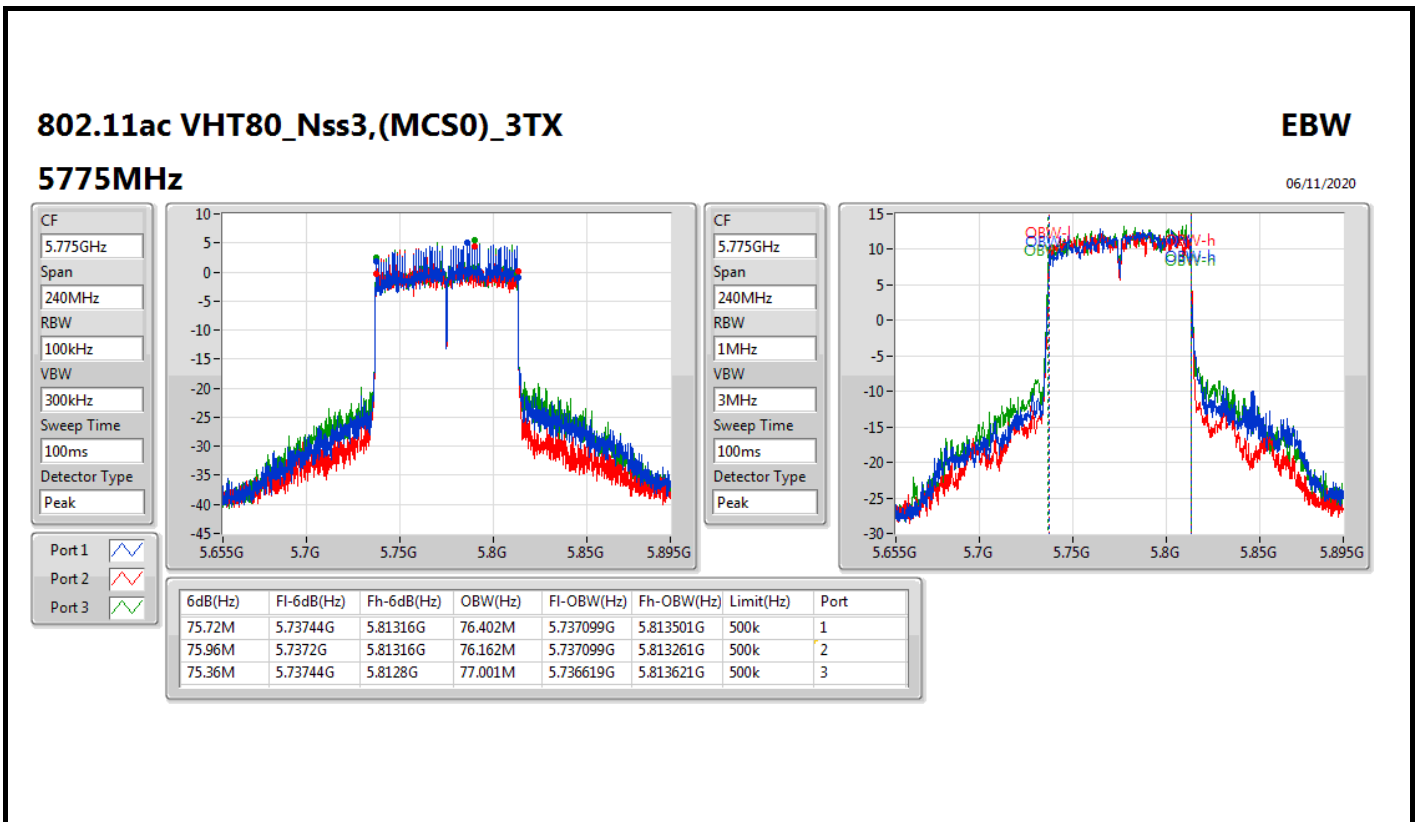 802.11ac VHT80_Nss3,(MCS0)_3TX
EBW
5775MHz
06/11/2020
CF
5.775GHz
Span
240MHz
RBW
100kHz
VBW
300kHz
Sweep Time
100ms
Detector Type
Peak
10
5
0
-5
-10
-15
-20
-25
-30
-35
-40
-45
5.655G 5.7G 5.75G 5.8G 5.85G 5.895G
CF
5.775GHz
Span
240MHz
RBW
1MHz
VBW
3MHz
Sweep Time
100ms
Detector Type
Peak
15
10
5
0
-5
-10
-15
-20
-25
-30
OBW-l
OBW-h
5.655G 5.7G 5.75G 5.8G 5.85G 5.895G
Port 1
Port 2
Port 3
6dB(Hz) Fl-6dB(Hz) Fh-6dB(Hz) OBW(Hz) Fl-OBW(Hz) Fh-OBW(Hz) Limit(Hz) Port
75.72M 5.73744G 5.81316G 76.402M 5.737099G 5.813501G 500k 1
75.96M 5.7372G 5.81316G 76.162M 5.737099G 5.813261G 500k 2
75.36M 5.73744G 5.8128G 77.001M 5.736619G 5.813621G 500k 3